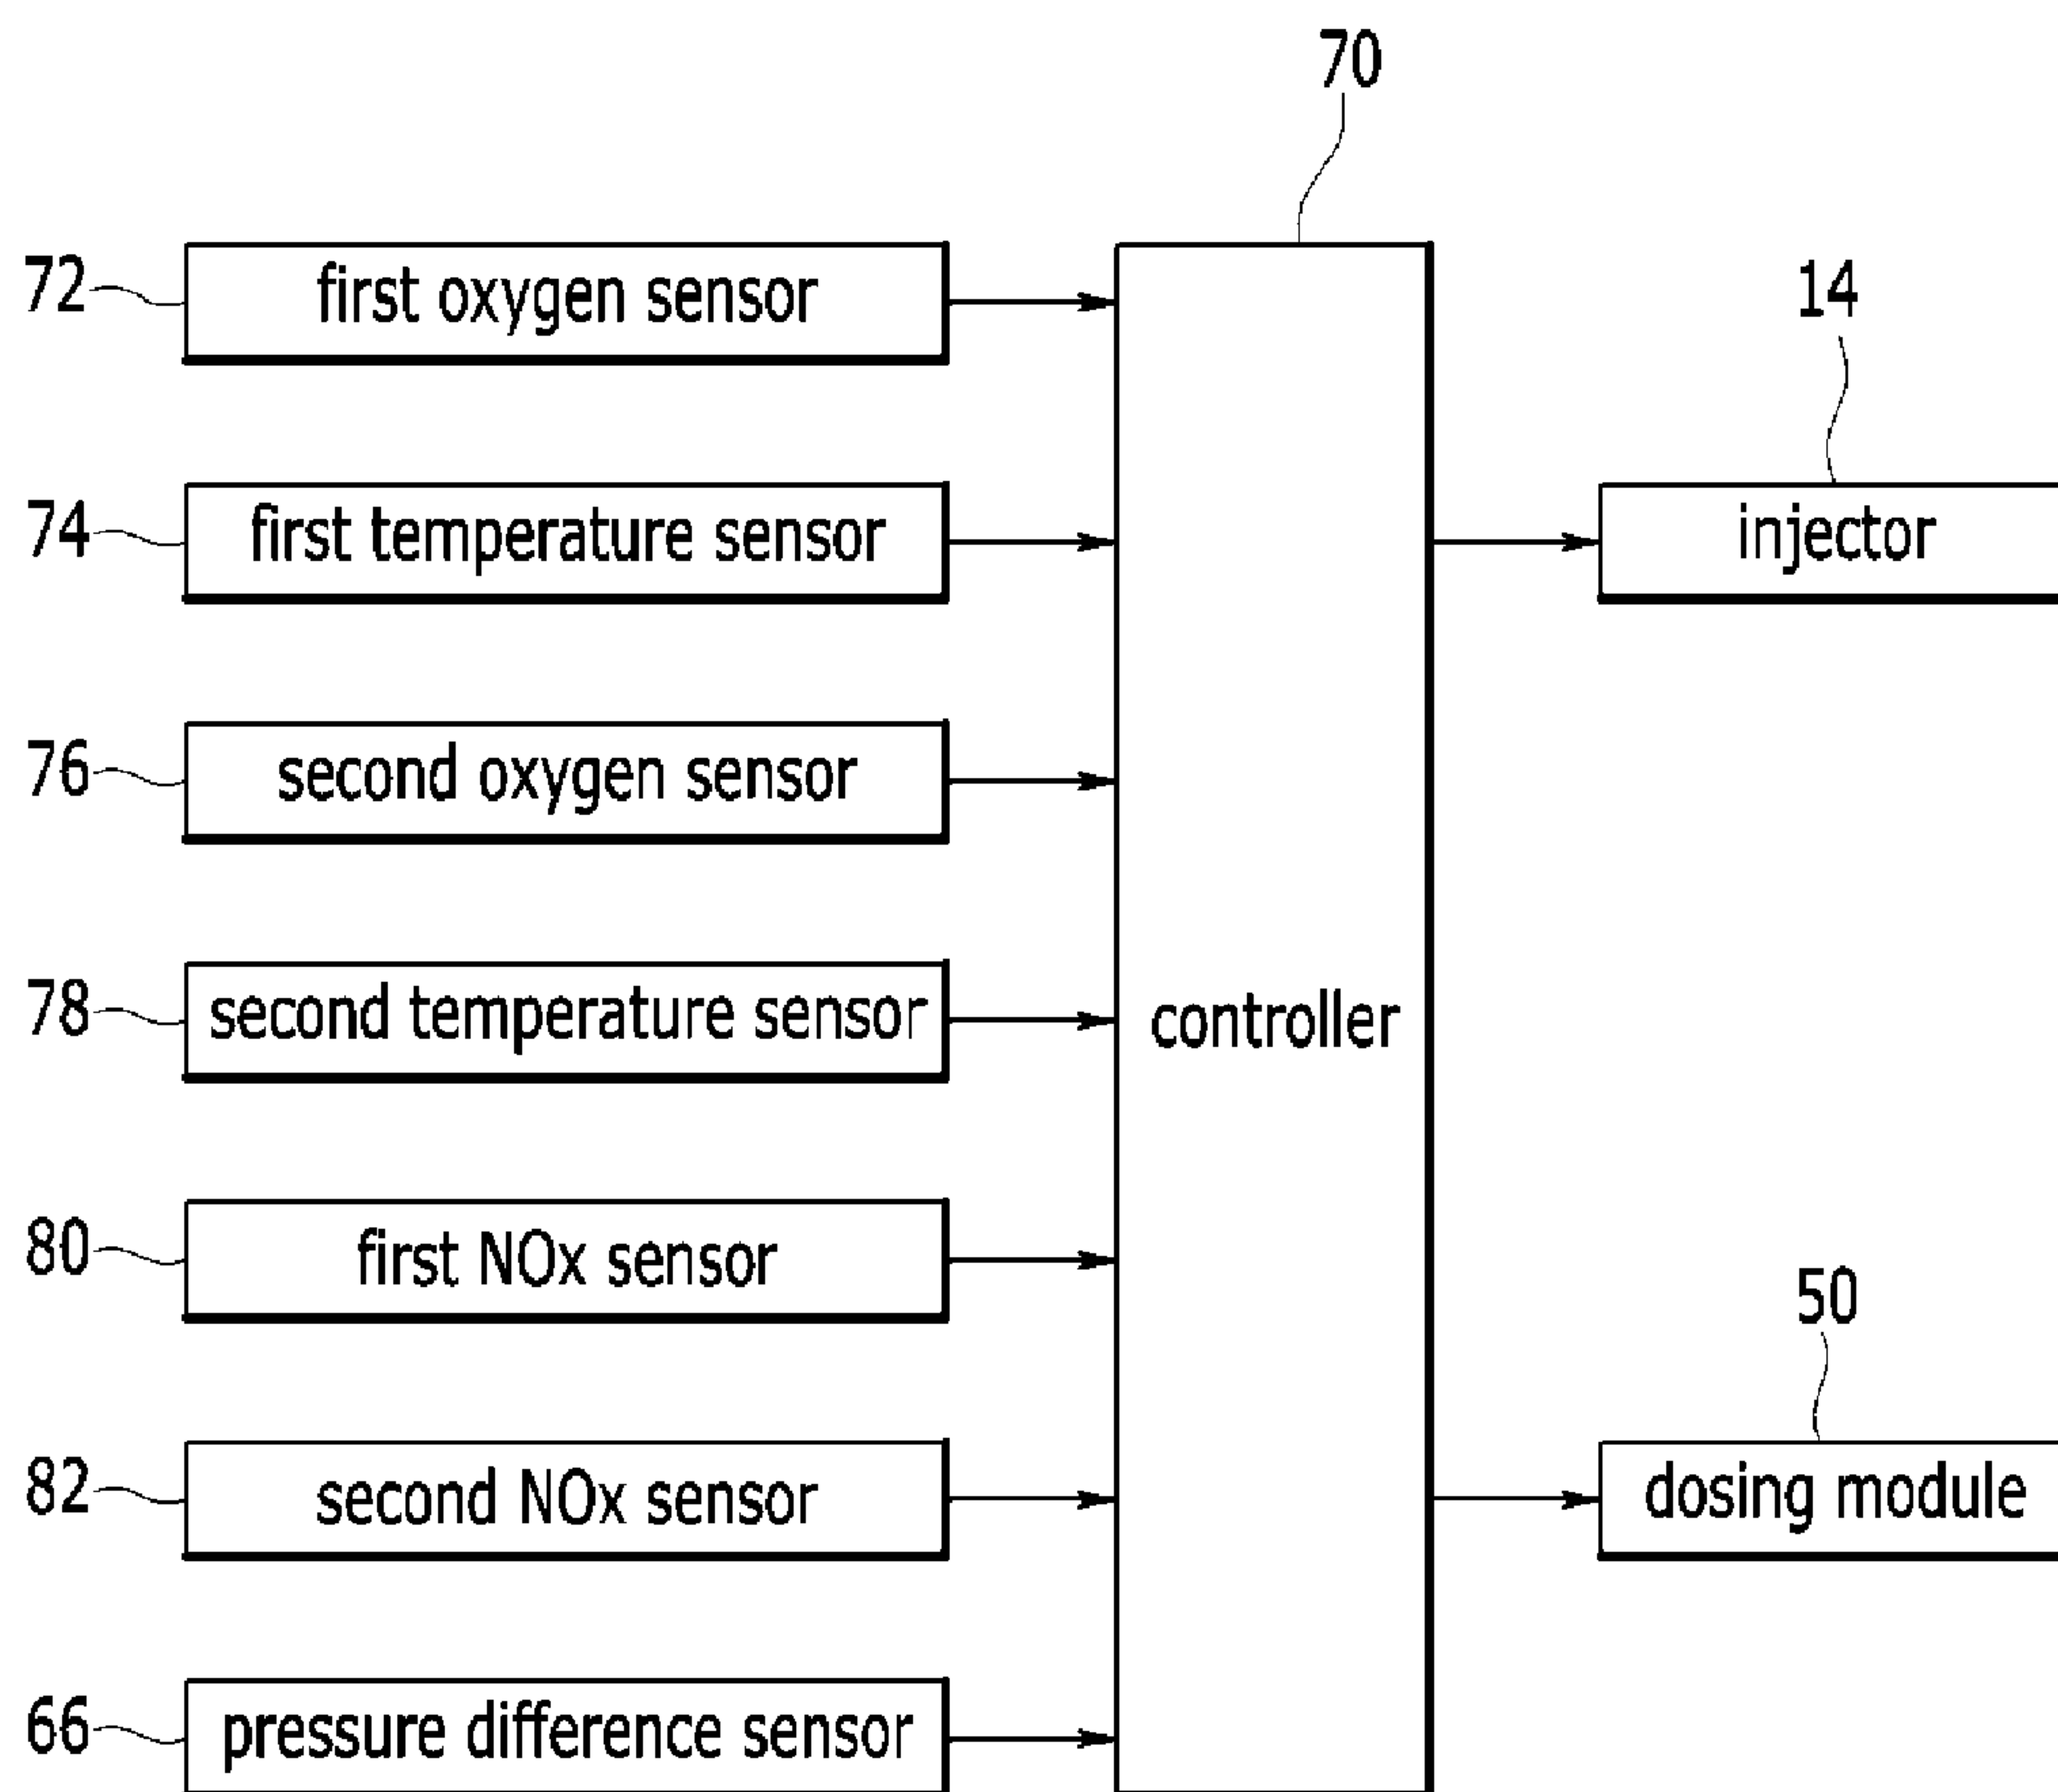 70
72
first oxygen sensor
14
74
first temperature sensor
injector
76
second oxygen sensor
78
second temperature sensor
controller
80
first NOx sensor
50
82
second NOx sensor
dosing module
66
pressure difference sensor